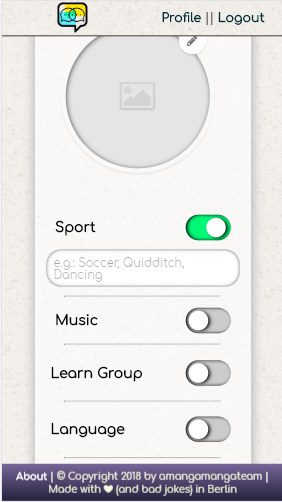 Profile || Logout
Sport
e.g.: Soccer, Quidditch,
Dancing
Music
Learn Group
Language
About | © Copyright 2018 by amangamangateam |
Made with ❤ (and bad jokes) in Berlin